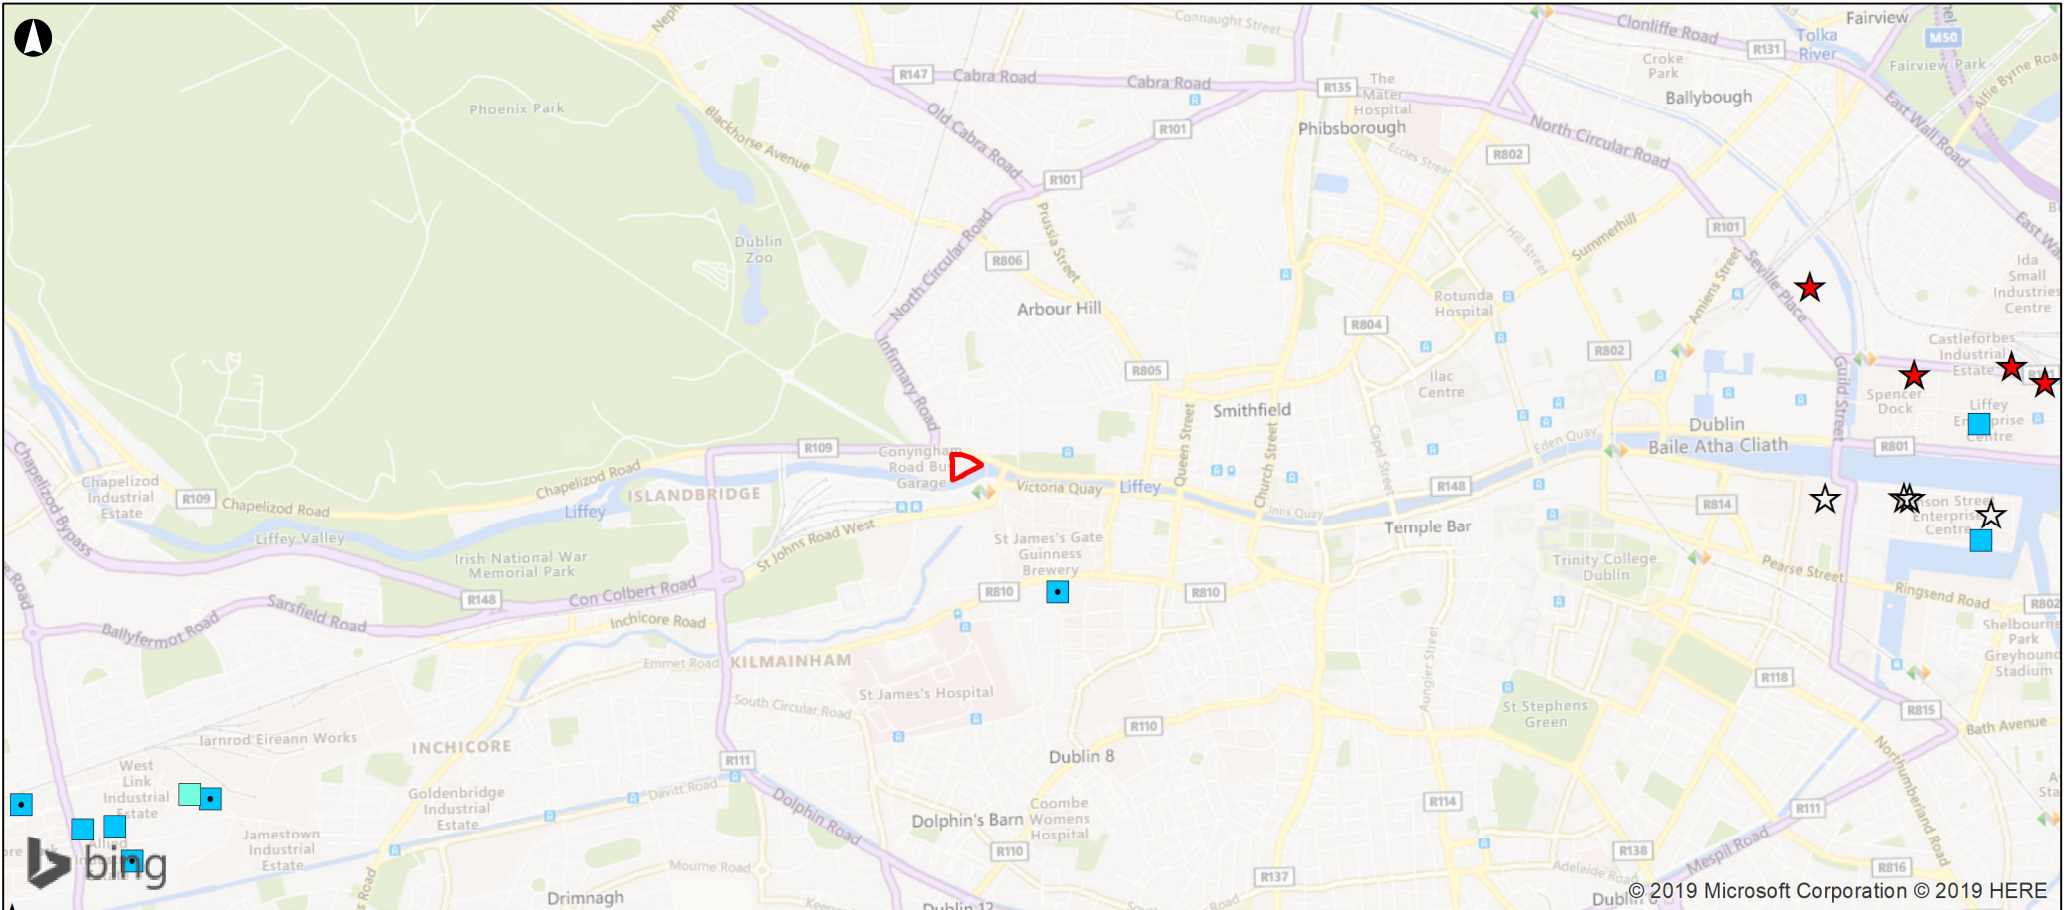 Connaught Street
Clonliffe Road
Fairview
Tolka
River
M50
R131
Fairview Park
Alfie Byrne Road
R147
Cabra Road
Cabra Road
R135
The
Mater
Hospital
Croke
Park
Ballybough
East Wall Road
Phoenix Park
Blackhorse Avenue
Old Cabra Road
R101
Phibsborough
North Circular Road
Eccles Street
R802
R101
Prussia Street
North Circular Road
R101
Dublin
Zoo
R806
Hill Street
Summerhill
Seville Place
Ida
Small
Industries
Centre
Arbour Hill
Rotunda
Hospital
Amiens Street
R804
R802
Castleforbes
Industrial
Estate
Infirmary Road
R805
Ilac
Centre
Guild Street
Spencer
Dock
Smithfield
Queen Street
Church Street
Capel Street
Dublin
Baile Atha Cliath
Liffey
Enterprise
Centre
Eden Quay
R801
Chapelizod Bypass
R109
Conyngham
Road Bus
Garage
Chapelizod
Industrial
Estate
R109
Chapelizod Road
Chapelizod Road
ISLANDBRIDGE
Liffey
Victoria Quay
Liffey
R148
Inns Quay
Temple Bar
R814
Enterprise
Centre
Liffey Valley
St Johns Road West
St James's Gate
Guinness
Brewery
Irish National War
Memorial Park
Trinity College
Dublin
Pearse Street
Ringsend Road
R802
R148
Con Colbert Road
R810
R810
Sarsfield Road
Ballyfermot Road
Inchicore Road
Emmet Road
KILMAINHAM
Aungier Street
Shelbourne
Park
Greyhound
Stadium
St James's Hospital
South Circular Road
R118
St Stephens
Green
R815
Bath Avenue
R110
Iarnrod Eireann Works
INCHICORE
R111
Dublin 8
West
Link
Industrial
Estate
Goldenbridge
Industrial
Estate
Davitt Road
Dolphin Road
Dolphin's Barn
Coombe
Womens
Hospital
R114
R111
Northumberland Road
Jamestown
Industrial
Estate
bing
Mourne Road
R110
R138
Mespil Road
Adelaide Road
R816
R137
Drimnagh
Dublin 12
© 2019 Microsoft Corporation © 2019 HERE